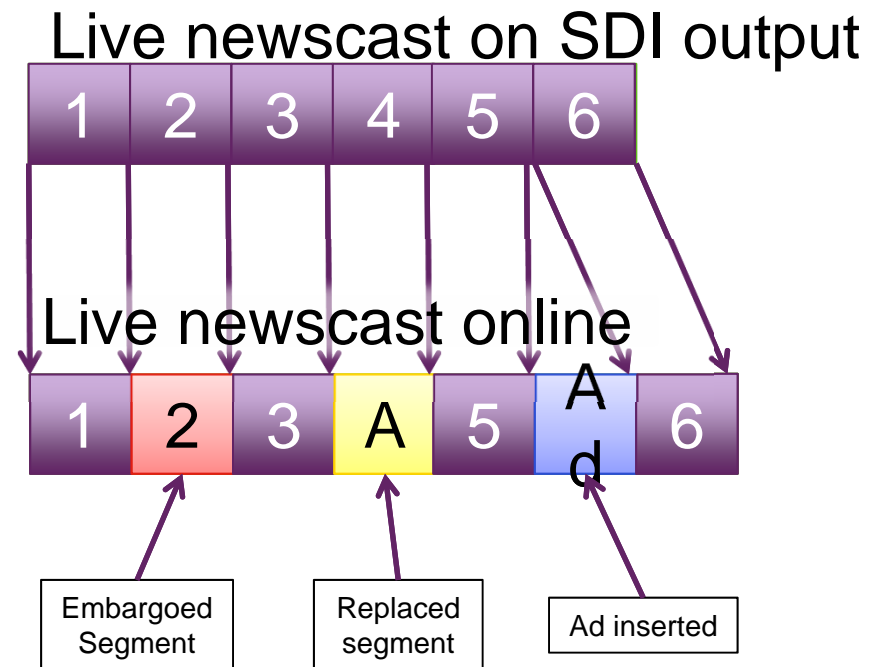 Live newscast on SDI output
1 2 3 4 5 6
Live newscast online
1 2 3 A 5 Ad 6
Embargoed
Segment
Replaced
segment
Ad inserted